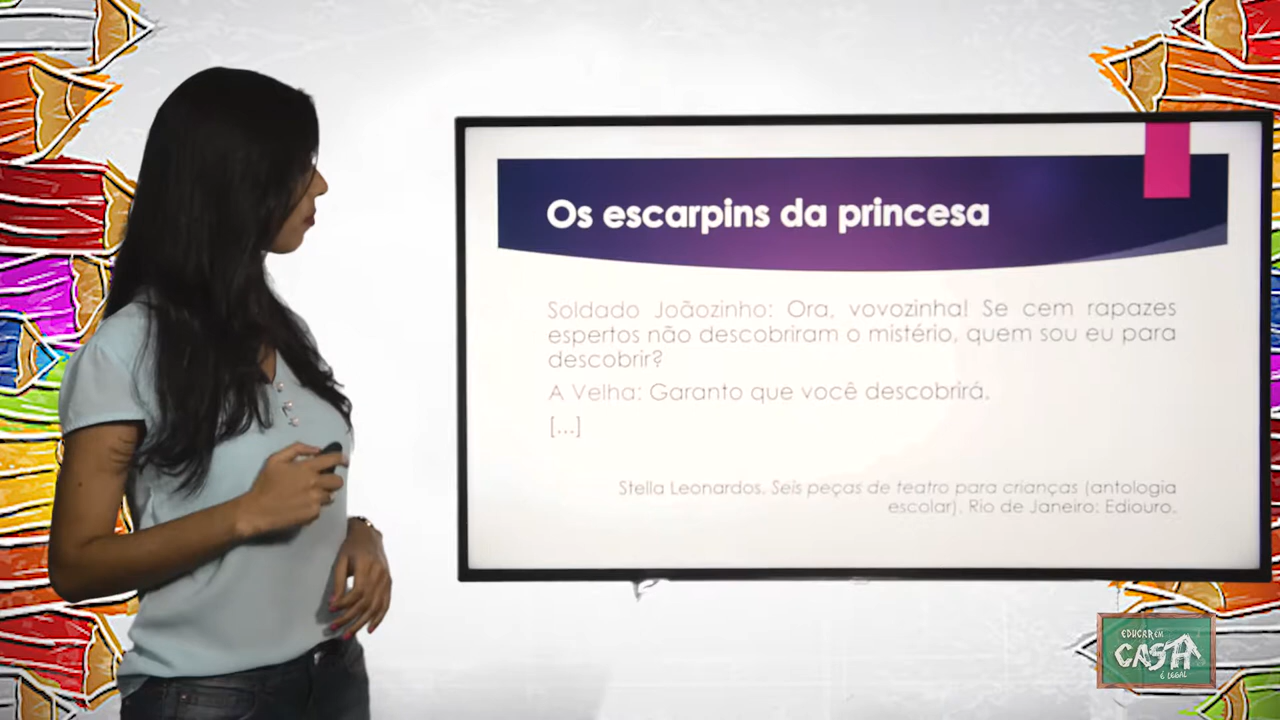 Os escarpins da princesa
Soldado Joãozinho: Ora, vovozinha! Se cem rapazes
espertos não descobriram o mistério, quem sou eu para
descobrir?
A Velha: Garanto que você descobrirá.
[...]
Stella Leonardos. Seis peças de teatro para crianças (antologia
escolar). Rio de Janeiro: Ediouro.
EDUCAR EM
CASA
É LEGAL